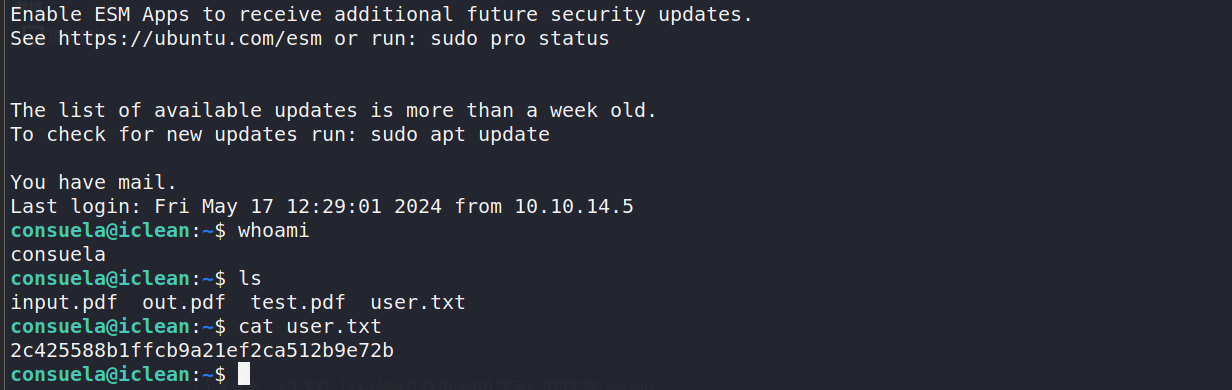 Enable ESM Apps to receive additional future security updates.
See https://ubuntu.com/esm or run: sudo pro status
The list of available updates is more than a week old.
To check for new updates run: sudo apt update
You have mail.
Last login: Fri May 17 12:29:01 2024 from 10.10.14.5
consuela@iclean:~$ whoami
consuela
consuela@iclean:~$ ls
input.pdf  out.pdf  test.pdf  user.txt
consuela@iclean:~$ cat user.txt
2c425588b1ffcb9a21ef2ca512b9e72b
consuela@iclean:~$